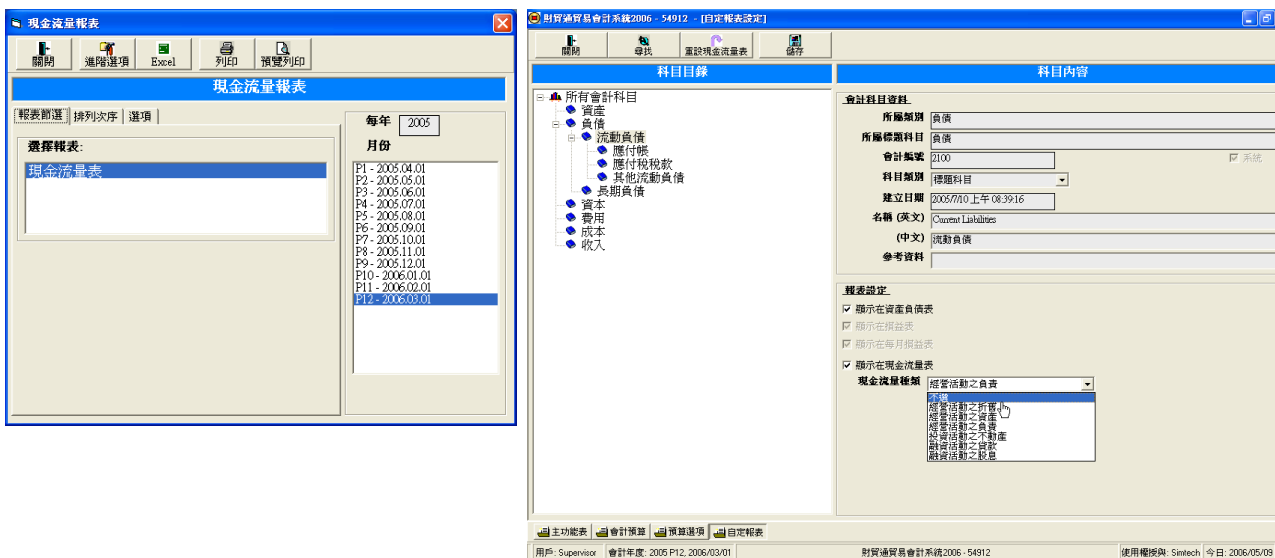 現金流量報表
關閉
進階選項
Excel
列印
預覽列印
現金流量報表
報表篩選
排列次序
選項
選擇報表:
現金流量表
每年
2005
月份
P1 - 2005.04.01
P2 - 2005.05.01
P3 - 2005.06.01
P4 - 2005.07.01
P5 - 2005.08.01
P6 - 2005.09.01
P7 - 2005.10.01
P8 - 2005.11.01
P9 - 2005.12.01
P10 - 2006.01.01
P11 - 2006.02.01
P12 - 2006.03.01
財貿通貿易會計系統2006 - 54912 - [自定報表設定]
關閉
尋找
重設現金流量表
儲存
科目目錄
所有會計科目
資產
負債
流動負債
應付帳
應付稅稅款
其他流動負債
長期負債
資本
費用
成本
收入
科目內容
會計科目資料
所屬類別 負債
所屬標題科目 負債
會計編號 2100
系統
科目類別 標題科目
建立日期 2005/7/10 上午 08:39:16
名稱 (英文) Current Liabilities
(中文) 流動負債
參考資料
報表設定
顯示在資產負債表
顯示在損益表
顯示在每月損益表
顯示在現金流量表
現金流量種類 經營活動之負責
不選
經營活動之折舊
經營活動之資產
經營活動之負責
投資活動之不動產
融資活動之貸款
融資活動之股息
主功能表
會計預算
預算選項
自定報表
用戶: Supervisor
會計年度: 2005 P12, 2006/03/01
財貿通貿易會計系統2006 - 54912
使用權授與: Simtech
今日: 2006/05/05